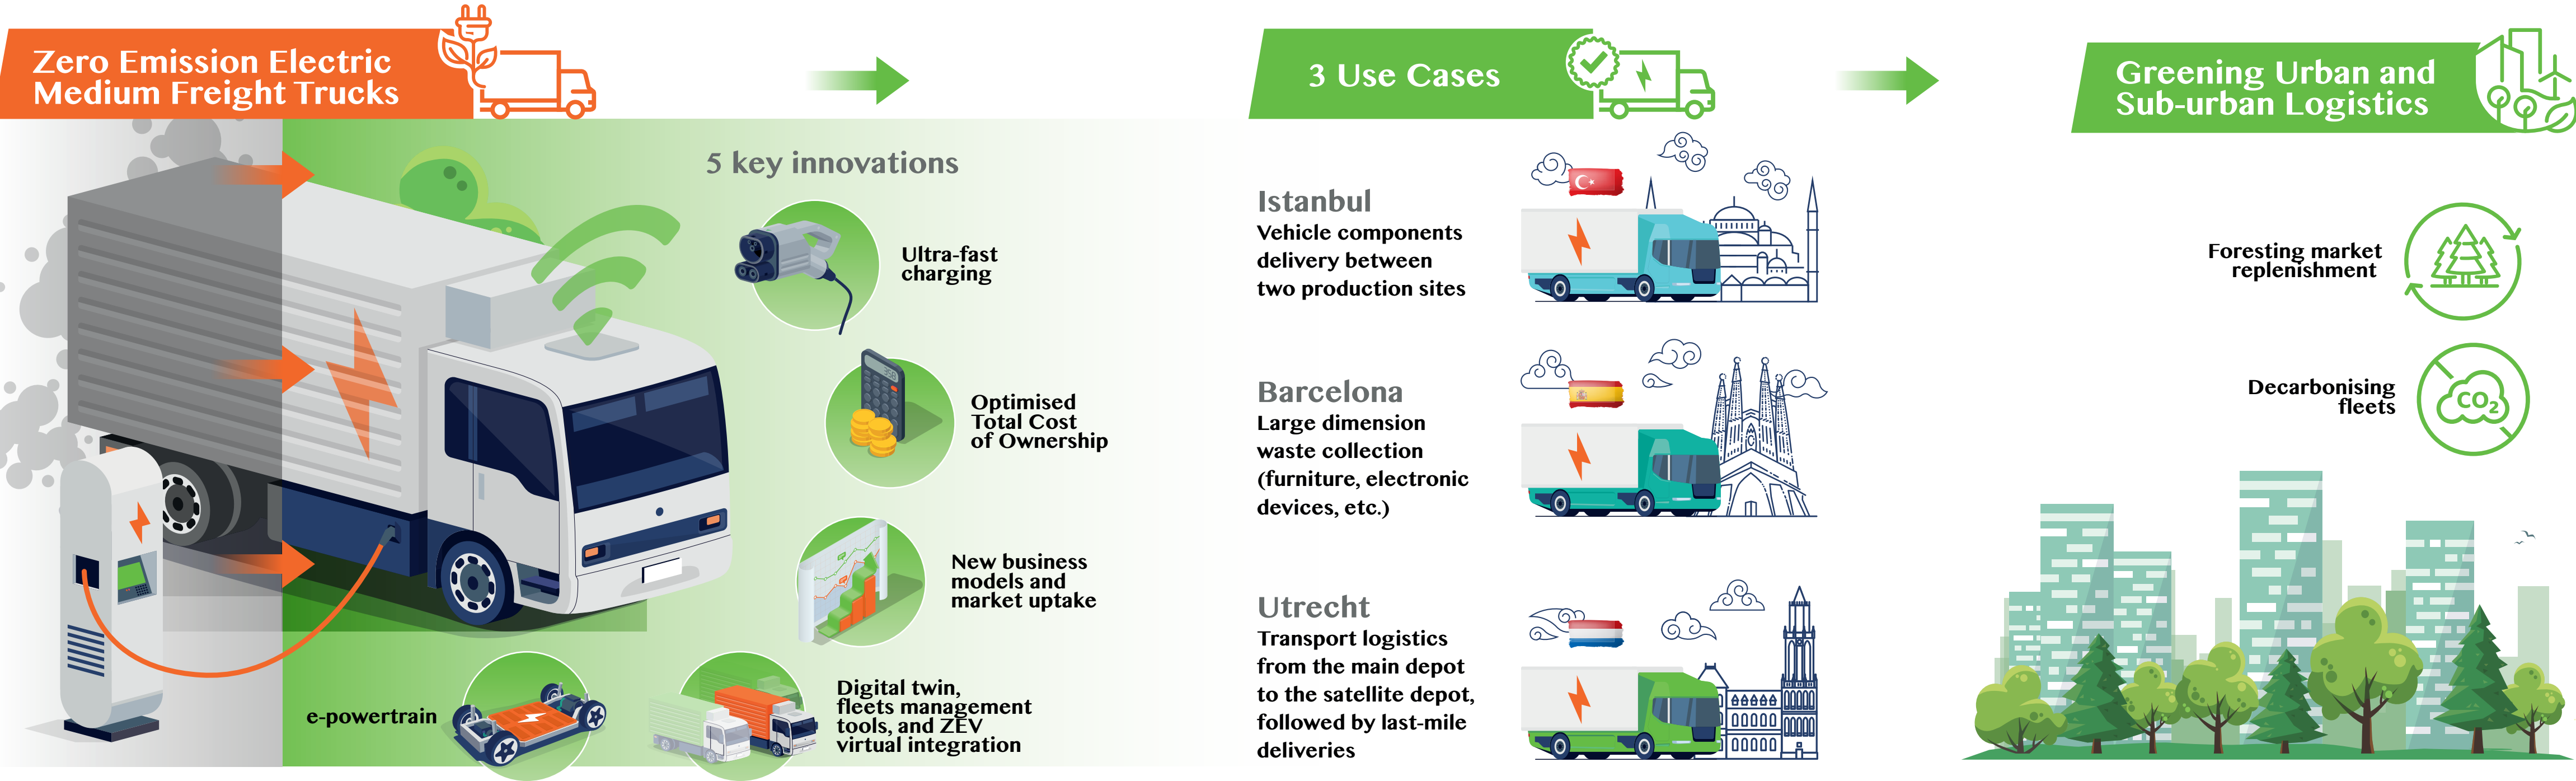 Zero Emission Electric
Medium Freight Trucks
5 key innovations
Ultra-fast
charging
Optimised
Total Cost
of Ownership
New business
models and
market uptake
Digital twin,
fleets management
tools, and ZEV
virtual integration
e-powertrain
3 Use Cases
Istanbul
Vehicle components
delivery between
two production sites
Barcelona
Large dimension
waste collection
(furniture, electronic
devices, etc.)
Utrecht
Transport logistics
from the main depot
to the satellite depot,
followed by last-mile
deliveries
Greening Urban and
Sub-urban Logistics
Foresting market
replenishment
Decarbonising
fleets
CO₂